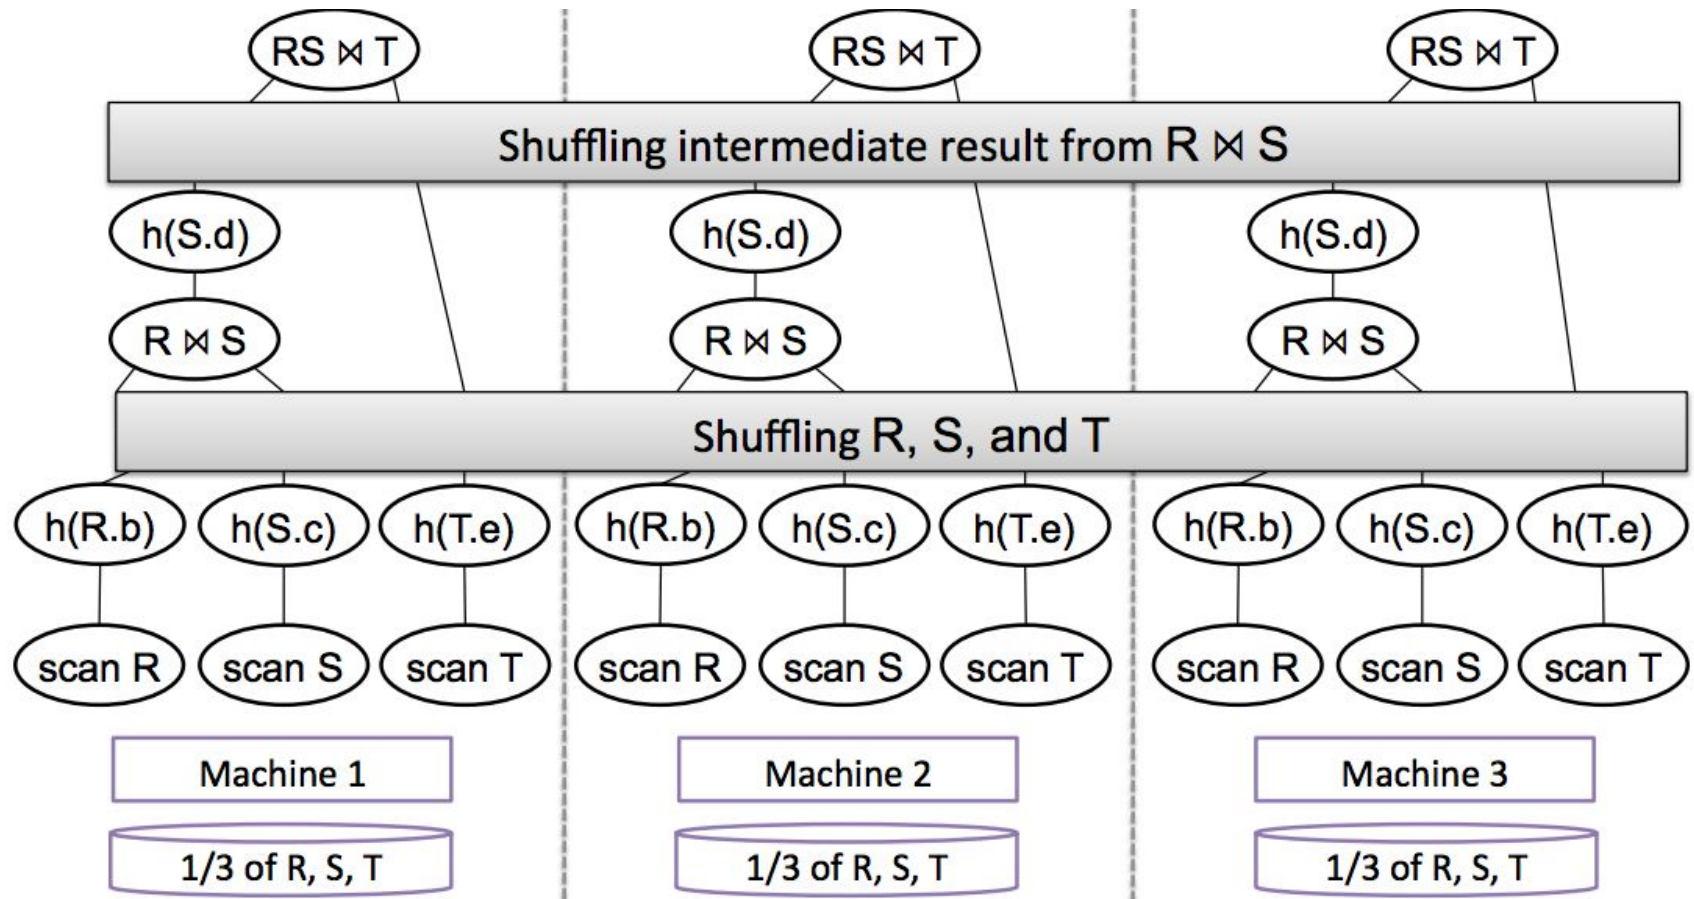 RS ⋈ T RS ⋈ T RS ⋈ T
Shuffling intermediate result from R ⋈ S
h(S.d) h(S.d) h(S.d)
R ⋈ S R ⋈ S R ⋈ S
Shuffling R, S, and T
h(R.b) h(S.c) h(T.e) h(R.b) h(S.c) h(T.e) h(R.b) h(S.c) h(T.e)
scan R scan S scan T scan R scan S scan T scan R scan S scan T
Machine 1 Machine 2 Machine 3
1/3 of R, S, T 1/3 of R, S, T 1/3 of R, S, T